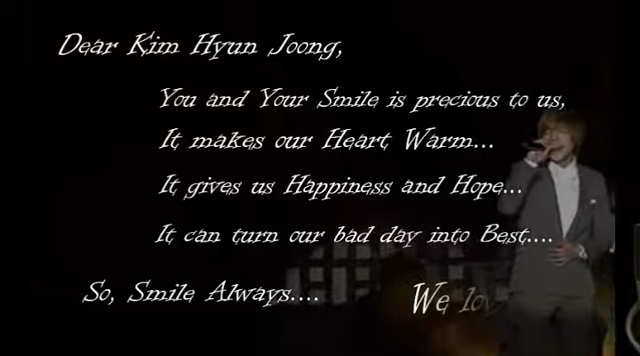 Dear Kim Hyun Joong,
You and Your Smile is precious to us,
It makes our Heart Warm...
It gives us Happiness and Hope...
It can turn our bad day into Best....
So, Smile Always....
We